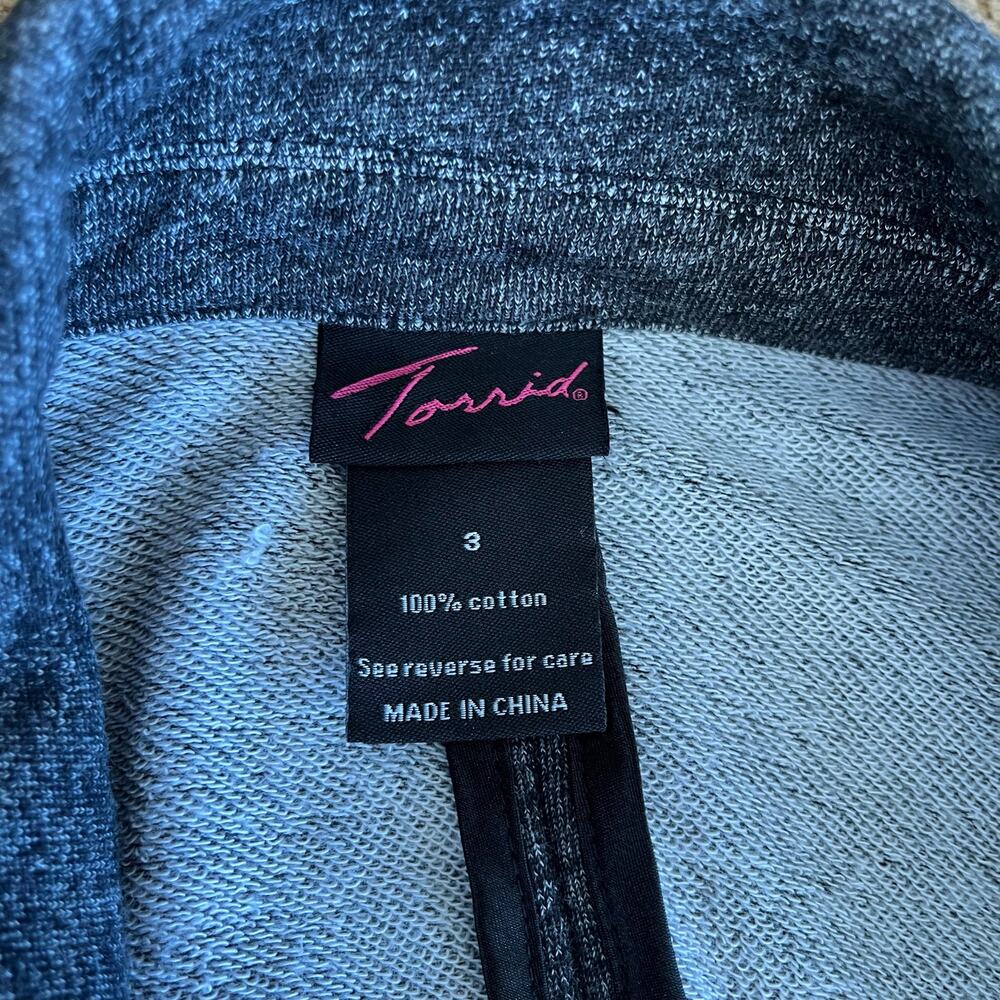 Torrid®
3
100% cotton
See reverse for care
MADE IN CHINA